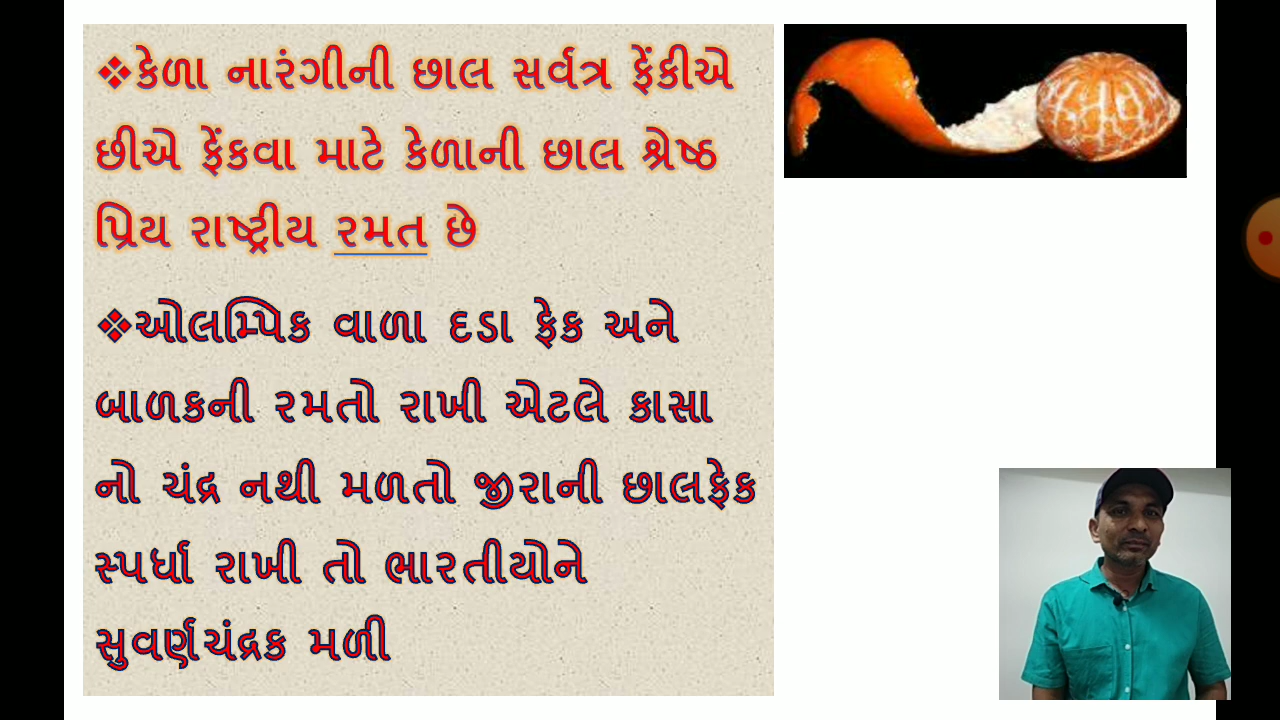 ❖કેળા નારંગીની છાલ સર્વત્ર ફેંકીએ
છીએ ફેંકવા માટે કેળાની છાલ શ્રેષ્ઠ
પ્રિય રાષ્ટ્રીય રમત છે
❖ઓલમ્પિક વાળા દડા ફેક અને
બાળકની રમતો રાખી એટલે કાસા
નો ચંદ્ર નથી મળતો જીરાની છાલફેક
સ્પર્ધા રાખી તો ભારતીયોને
સુવર્ણચંદ્રક મળી